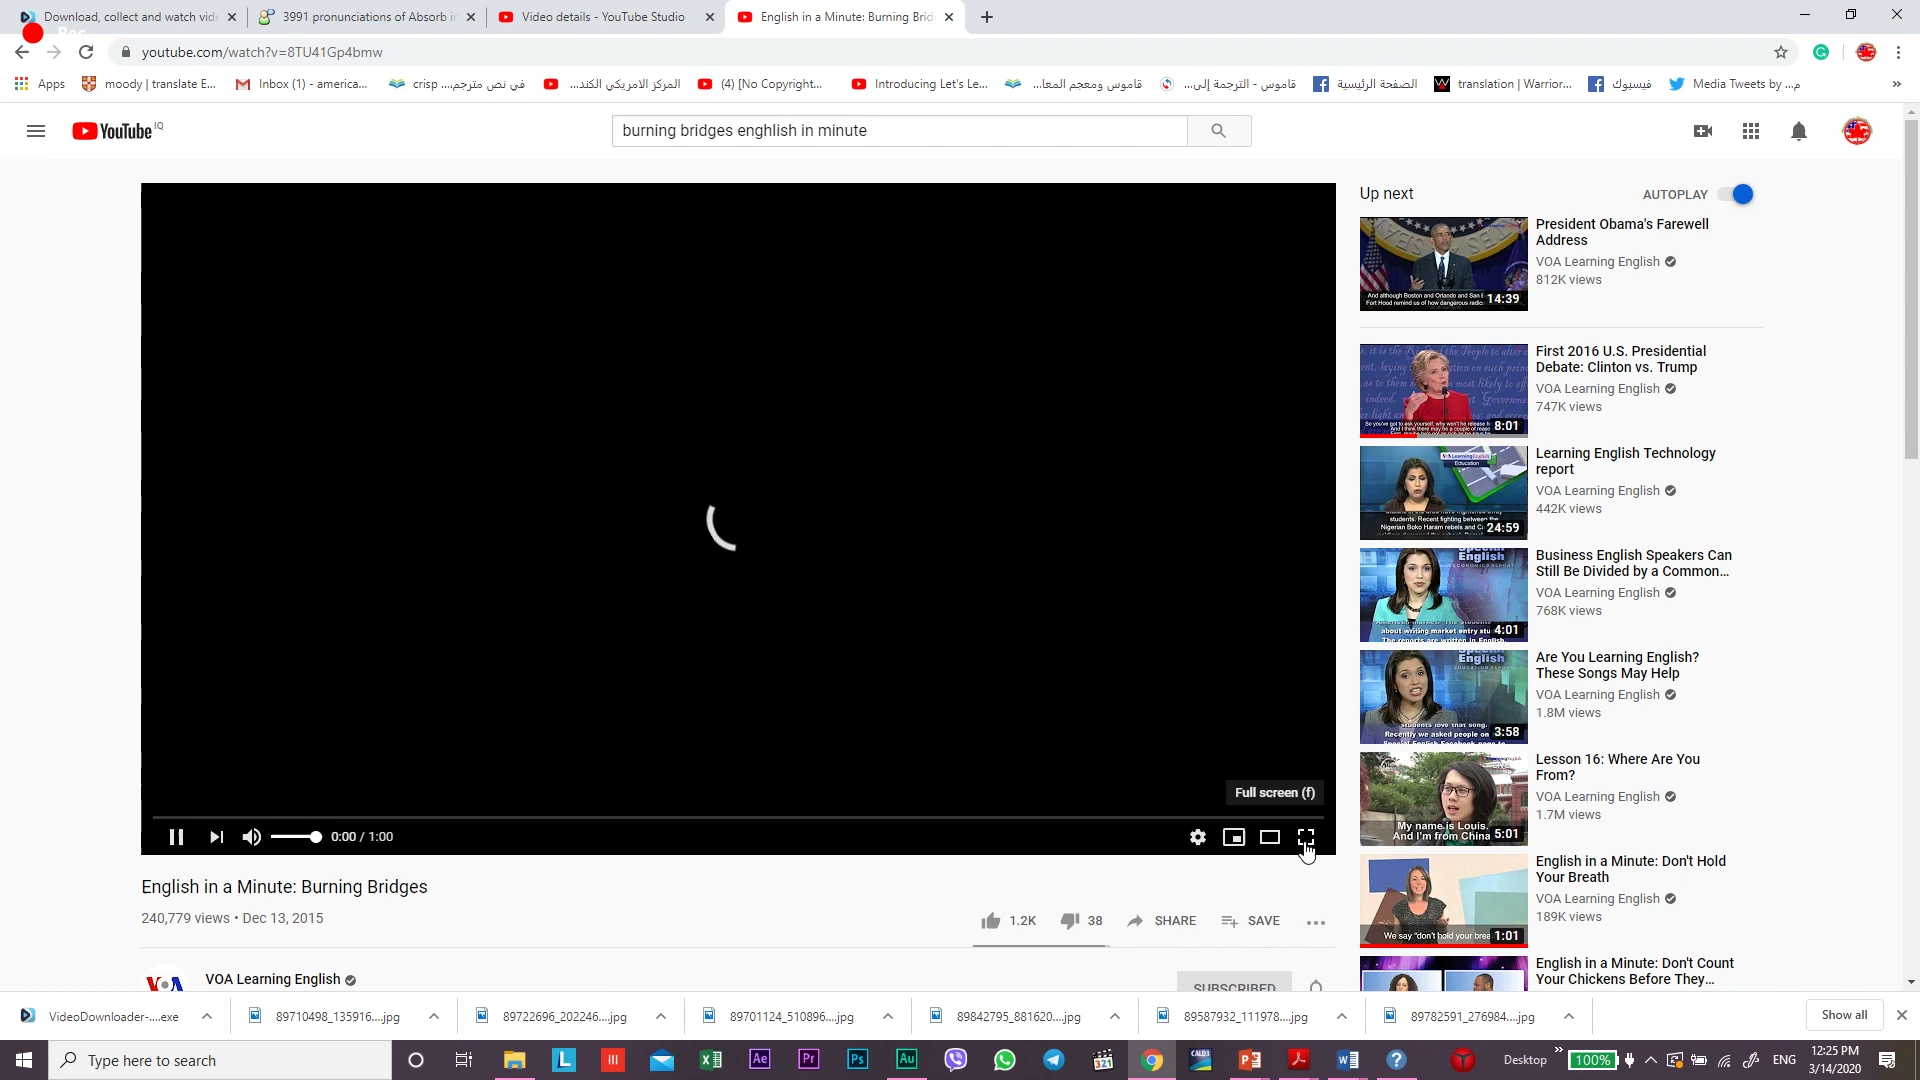 Download, collect and watch vid
3991 pronunciations of Absorb in
Video details - YouTube Studio
English in a Minute: Burning Brid
Rec
youtube.com/watch?v=8TU41Gp4bmw
Apps
moody | translate E...
Inbox (1) - america...
crisp في نص مترجم....
المركز الامريكي الكند...
(4) [No Copyright...
Introducing Let's Le...
قاموس ومعجم المعا...
قاموس - الترجمة إلى...
الصفحة الرئيسية
translation | Warrior...
فيسبوك
Media Tweets by ...م
YouTube IQ
burning bridges enghlish in minute
Up next
AUTOPLAY
President Obama's Farewell
Address
VOA Learning English
812K views
14:39
First 2016 U.S. Presidential
Debate: Clinton vs. Trump
VOA Learning English
747K views
8:01
Learning English Technology
report
VOA Learning English
442K views
24:59
Business English Speakers Can
Still Be Divided by a Common...
VOA Learning English
768K views
4:01
Are You Learning English?
These Songs May Help
VOA Learning English
1.8M views
3:58
Lesson 16: Where Are You
From?
VOA Learning English
1.7M views
My name is Louis.
And I'm from China
5:01
English in a Minute: Don't Hold
Your Breath
VOA Learning English
189K views
We say "don't hold your brea
1:01
English in a Minute: Don't Count
Your Chickens Before They...
Full screen (f)
0:00 / 1:00
English in a Minute: Burning Bridges
240,779 views • Dec 13, 2015
1.2K
38
SHARE
SAVE
VOA
VOA Learning English
SUBSCRIBED
VideoDownloader-....exe
89710498_135916....jpg
89722696_202246....jpg
89701124_510896....jpg
89842795_881620....jpg
89587932_111978....jpg
89782591_276984....jpg
Show all
Type here to search
Desktop
100%
ENG
12:25 PM
3/14/2020